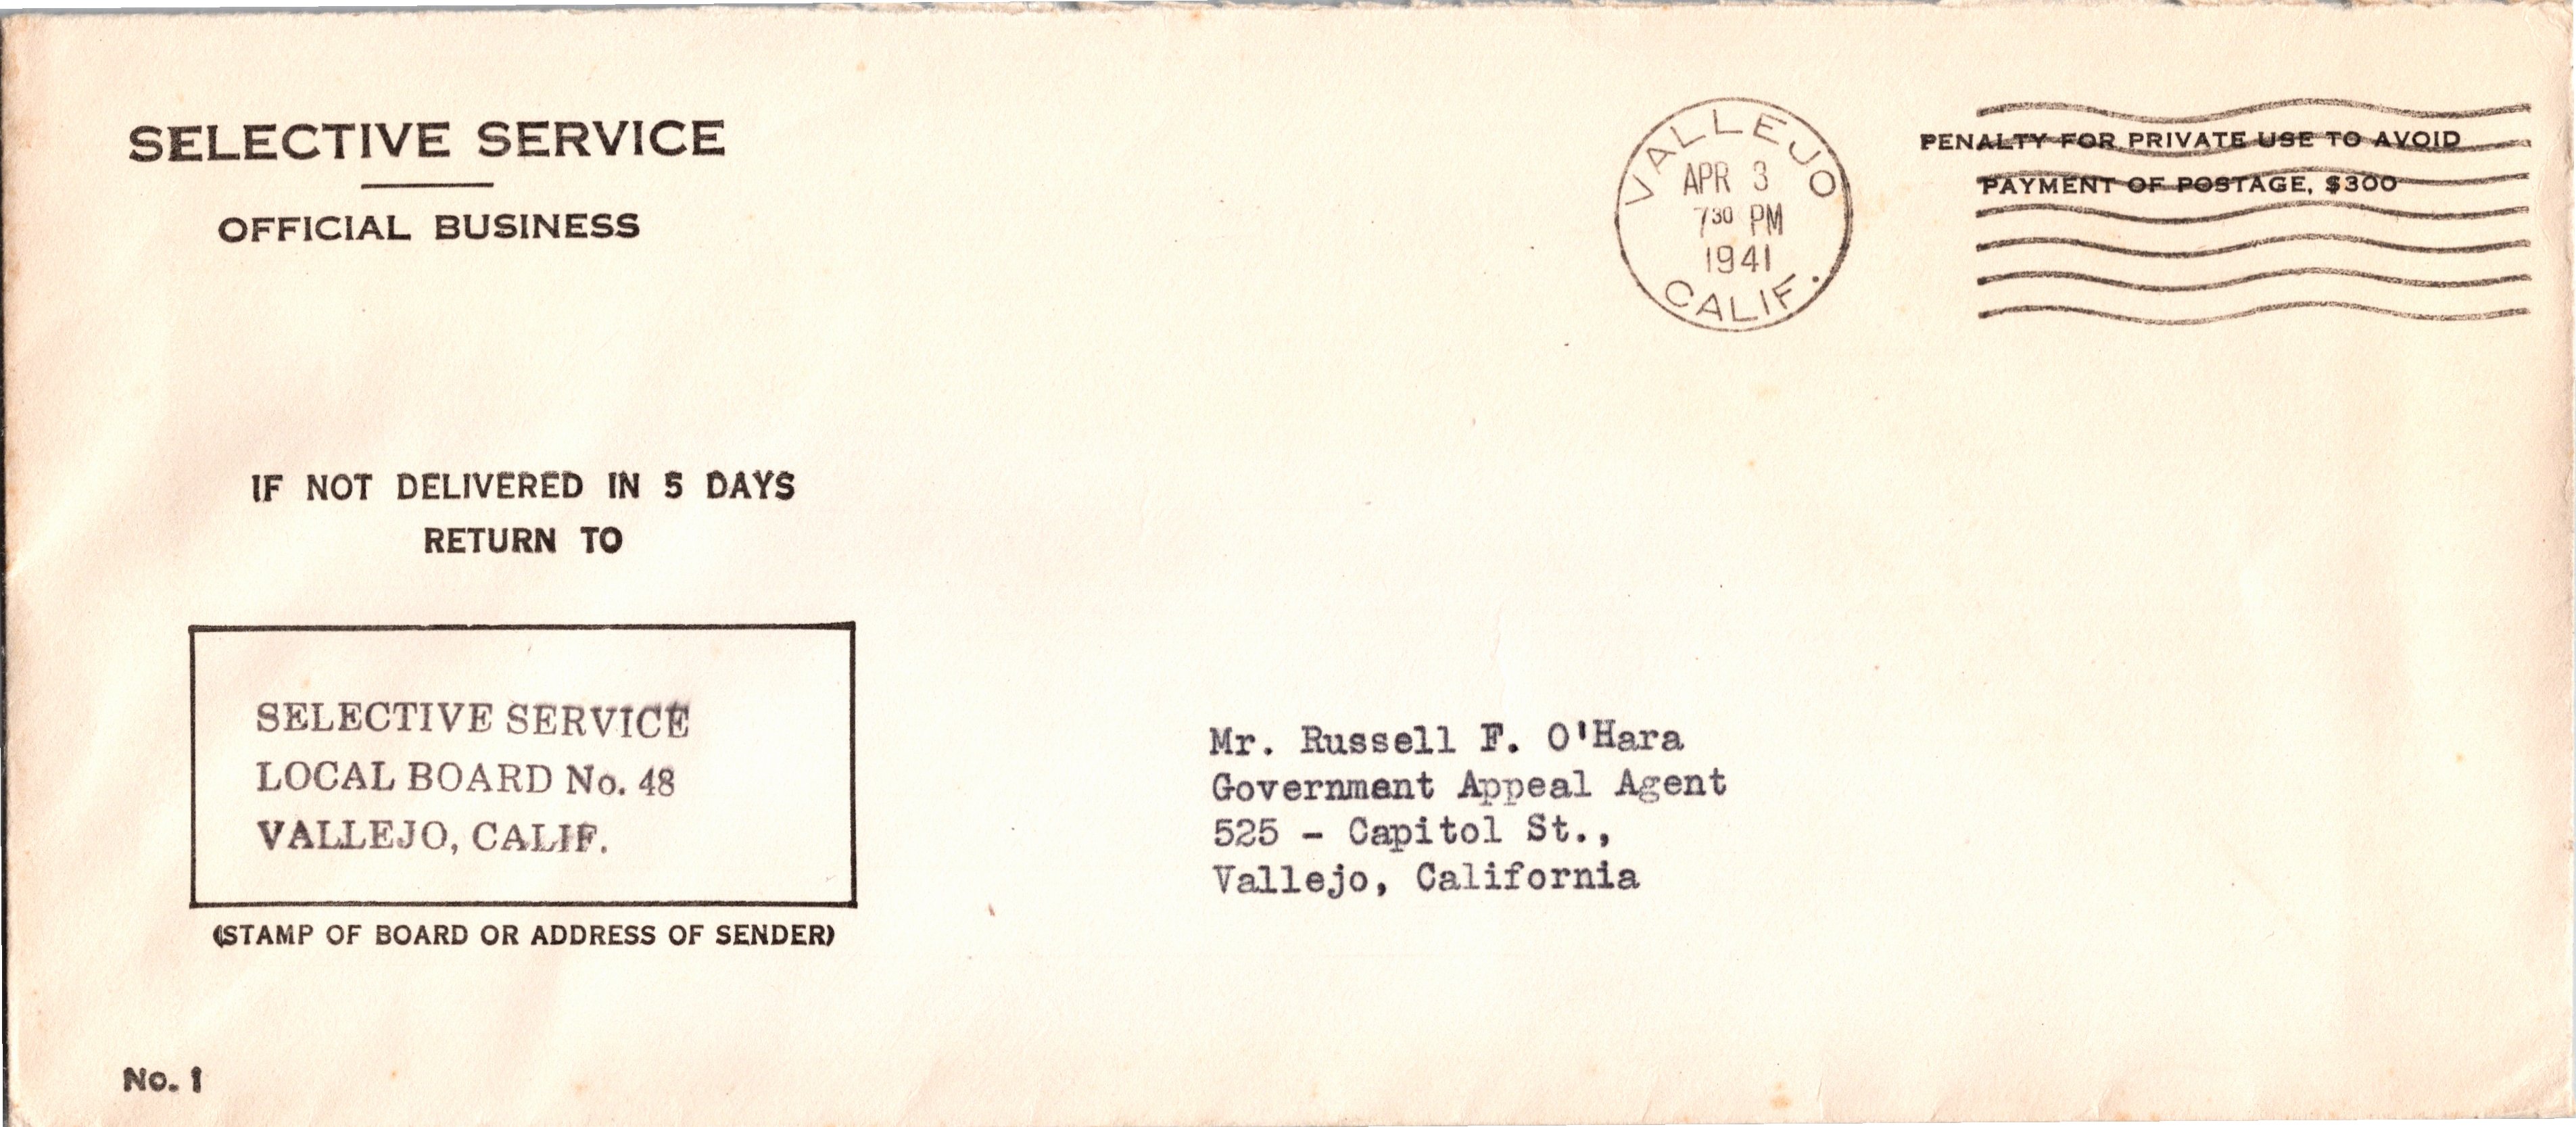 SELECTIVE SERVICE
OFFICIAL BUSINESS
VALLEJO
APR 3
730 PM
1941
CALIF.
PENALTY FOR PRIVATE USE TO AVOID
PAYMENT OF POSTAGE, $300
IF NOT DELIVERED IN 5 DAYS
RETURN TO
SELECTIVE SERVICE
LOCAL BOARD No. 48
VALLEJO, CALIF.
(STAMP OF BOARD OR ADDRESS OF SENDER)
Mr. Russell F. O'Hara
Government Appeal Agent
525 - Capitol St.,
Vallejo, California
No. 1